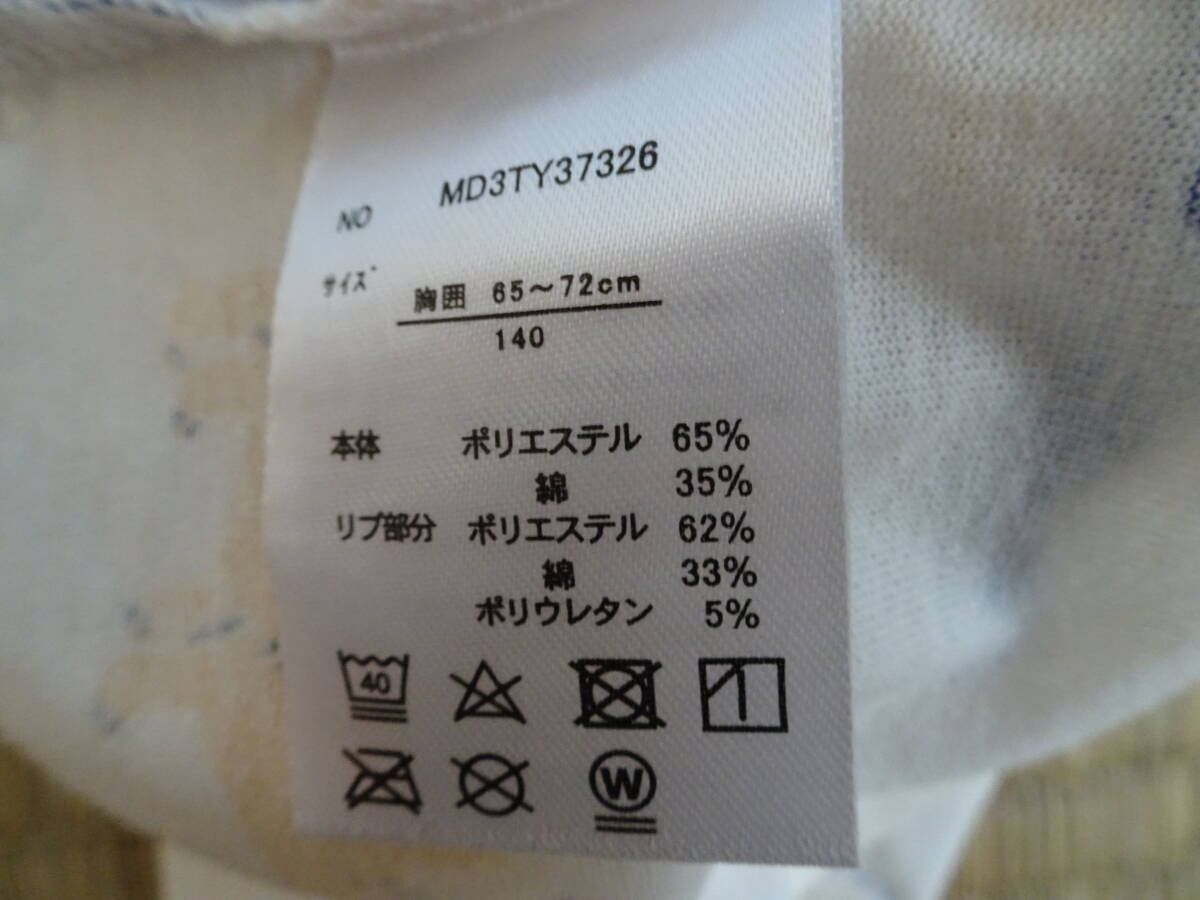 NO MD3TY37326
サイズ 胸囲 65～72cm
140
本体 ポリエステル 65%
綿 35%
リブ部分 ポリエステル 62%
綿 33%
ポリウレタン 5%
40
W